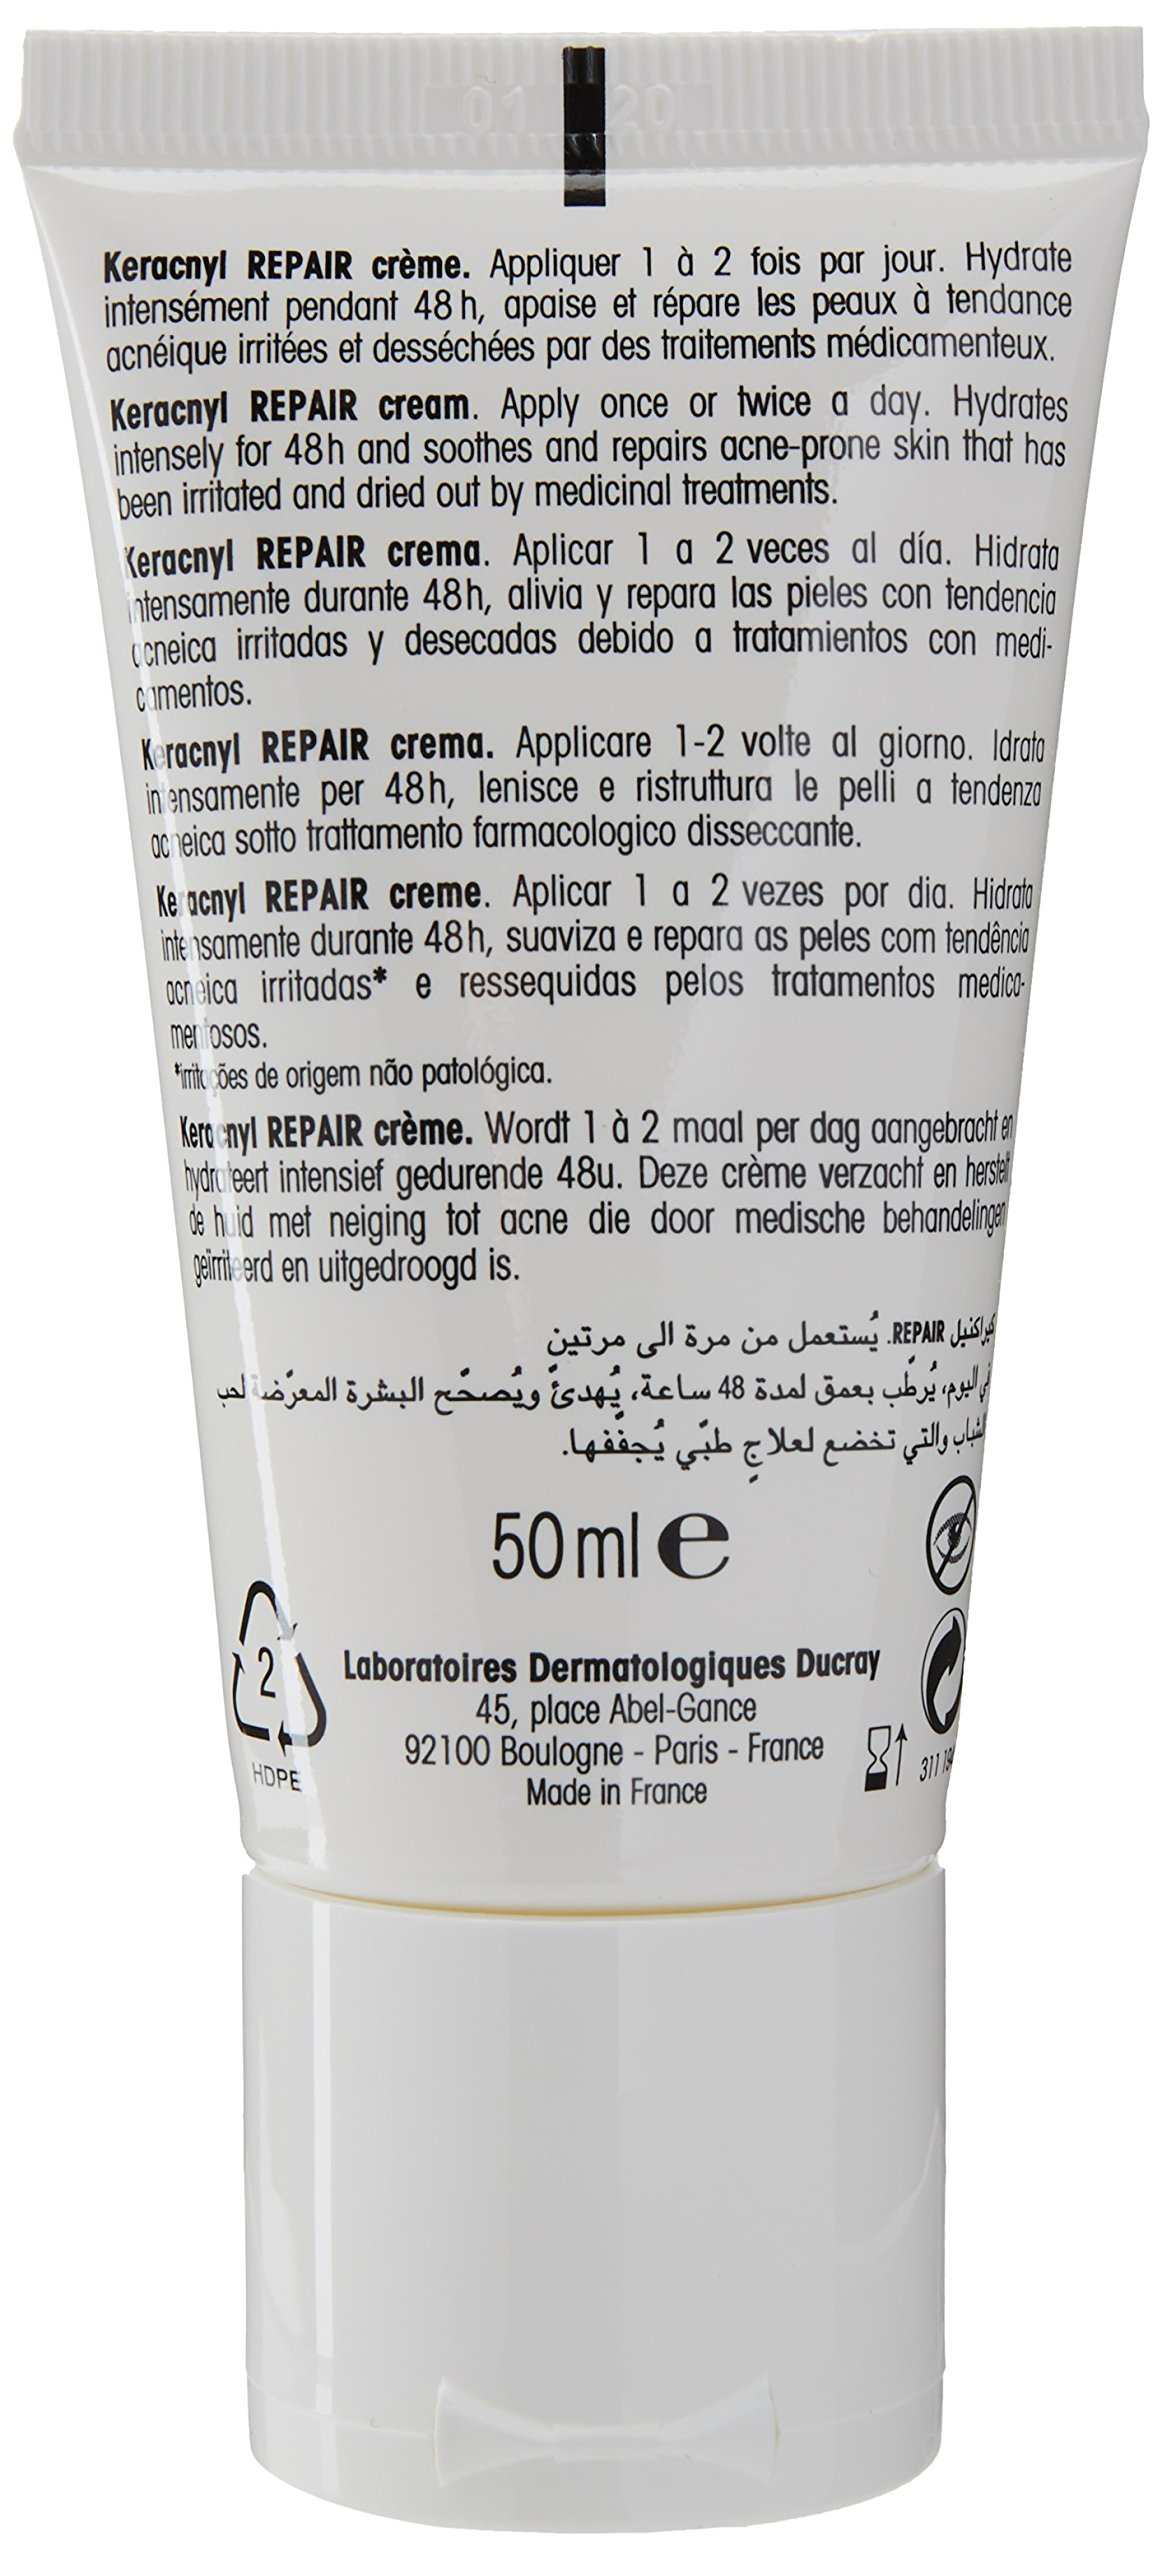 01 20
Keracnyl REPAIR crème. Appliquer 1 à 2 fois par jour. Hydrate
intensément pendant 48 h, apaise et répare les peaux à tendance
acnéique irritées et desséchées par des traitements médicamenteux.
Keracnyl REPAIR cream. Apply once or twice a day. Hydrates
intensely for 48 h and soothes and repairs acne-prone skin that has
been irritated and dried out by medicinal treatments.
Keracnyl REPAIR crema. Aplicar 1 a 2 veces al día. Hidrata
intensamente durante 48 h, alivia y repara las pieles con tendencia
acneica irritadas y desecadas debido a tratamientos con medi-
camentos.
Keracnyl REPAIR crema. Applicare 1-2 volte al giorno. Idrata
intensamente per 48 h, lenisce e ristruttura le pelli a tendenza
acneica sotto trattamento farmacologico disseccante.
Keracnyl REPAIR creme. Aplicar 1 a 2 vezes por dia. Hidrata
intensamente durante 48 h, suaviza e repara as peles com tendência
acneica irritadas* e ressequidas pelos tratamentos medica-
mentosos.
*irritações de origem não patológica.
Keracnyl REPAIR crème. Wordt 1 à 2 maal per dag aangebracht en
hydrateert intensief gedurende 48u. Deze crème verzacht en herstelt
de huid met neiging tot acne die door medische behandelingen
geïrriteerd en uitgedroogd is.
كيراكنيل REPAIR. يُستعمل من مرة الى مرتين
في اليوم، يُرطّب بعمق لمدة 48 ساعة، يُهدئّ ويُصحّح البشرة المعرّضة لحب
الشباب والتي تخضع لعلاجٍ طبّي يُجفّفها.
50 ml e
2
HDPE
Laboratoires Dermatologiques Ducray
45, place Abel-Gance
92100 Boulogne - Paris - France
Made in France